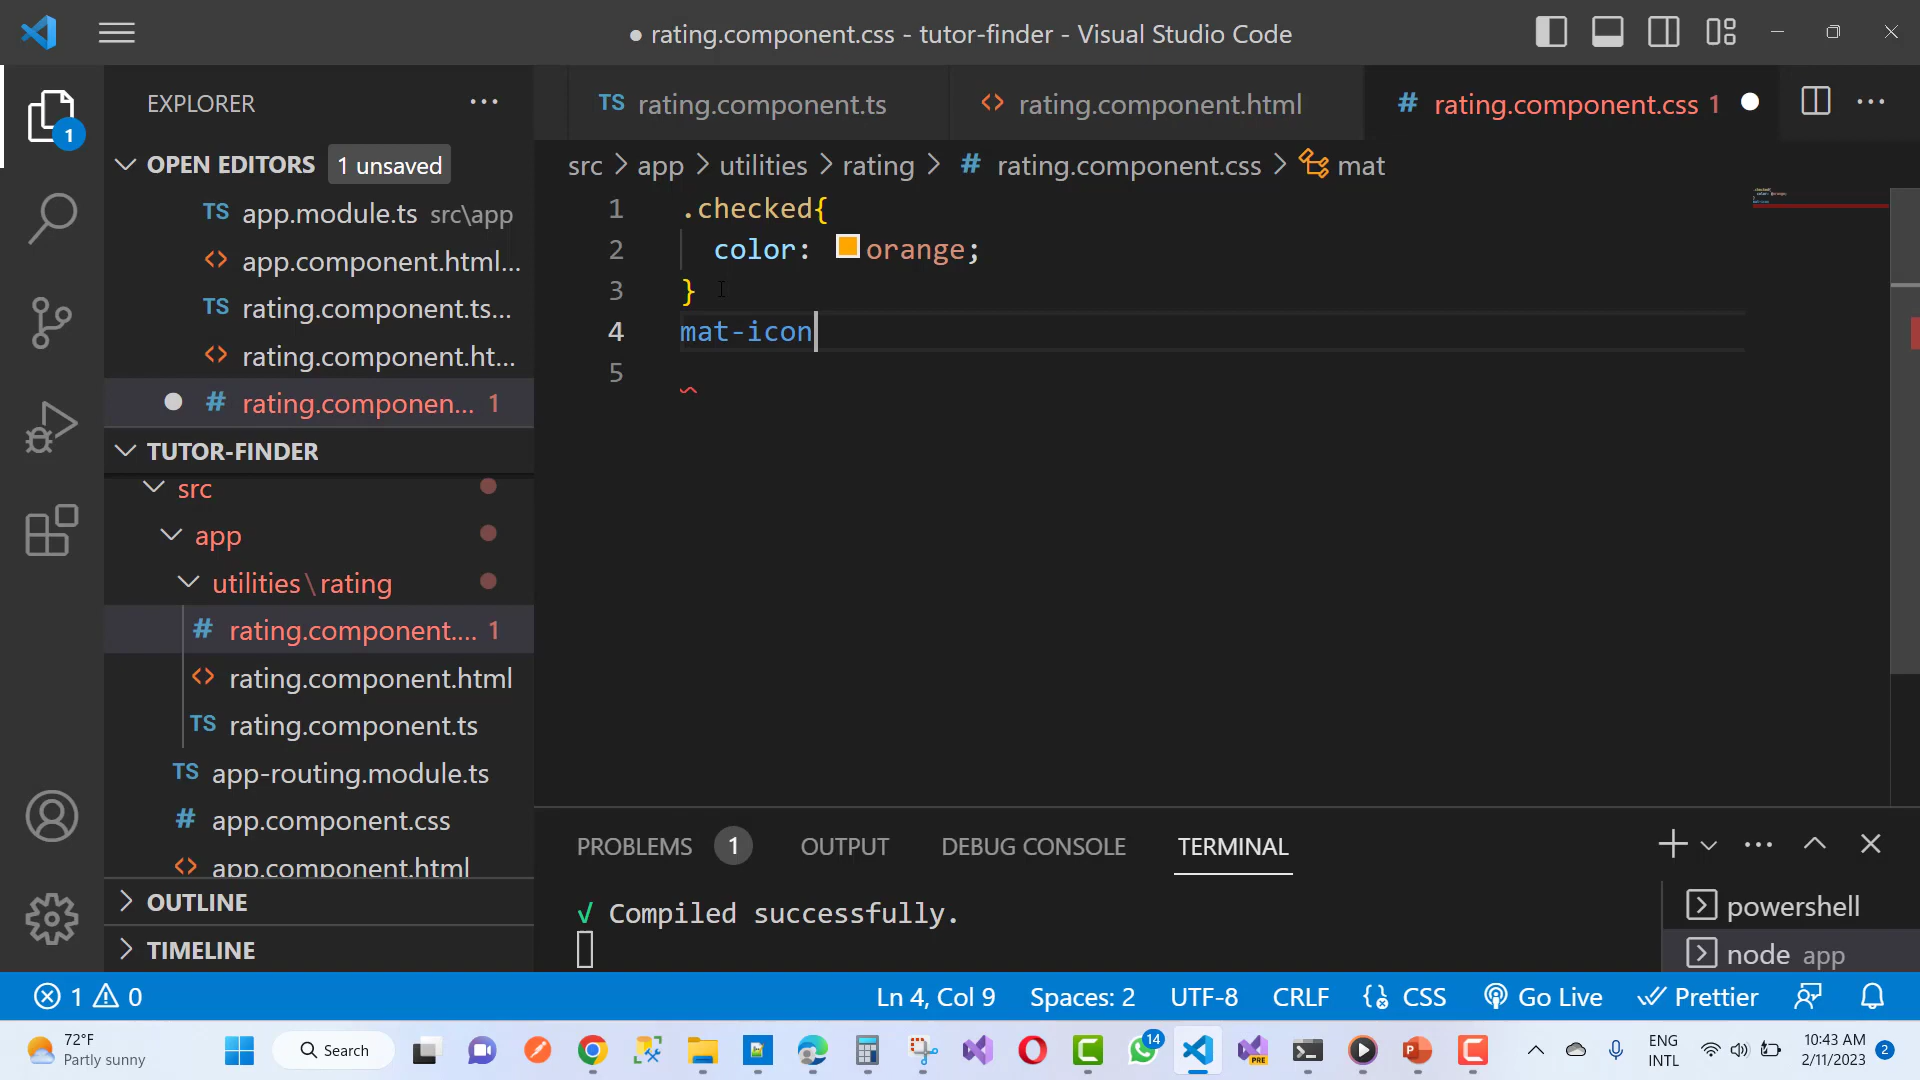 ● rating.component.css - tutor-finder - Visual Studio Code
EXPLORER
OPEN EDITORS 1 unsaved
TS app.module.ts src\app
<> app.component.html...
TS rating.component.ts...
<> rating.component.ht...
# rating.componen... 1
TUTOR-FINDER
src
app
utilities\rating
# rating.component.... 1
<> rating.component.html
TS rating.component.ts
TS app-routing.module.ts
# app.component.css
<> app.component.html
OUTLINE
TIMELINE
1
TS rating.component.ts
<> rating.component.html
# rating.component.css 1
src > app > utilities > rating > # rating.component.css > mat
1 .checked{
2 color: orange;
3 }
4 mat-icon
5
PROBLEMS 1 OUTPUT DEBUG CONSOLE TERMINAL
√ Compiled successfully.
powershell
node app
1 0
Ln 4, Col 9 Spaces: 2 UTF-8 CRLF CSS Go Live Prettier
72°F
Partly sunny
Search
14
PRE
ENG
INTL
10:43 AM
2/11/2023
2